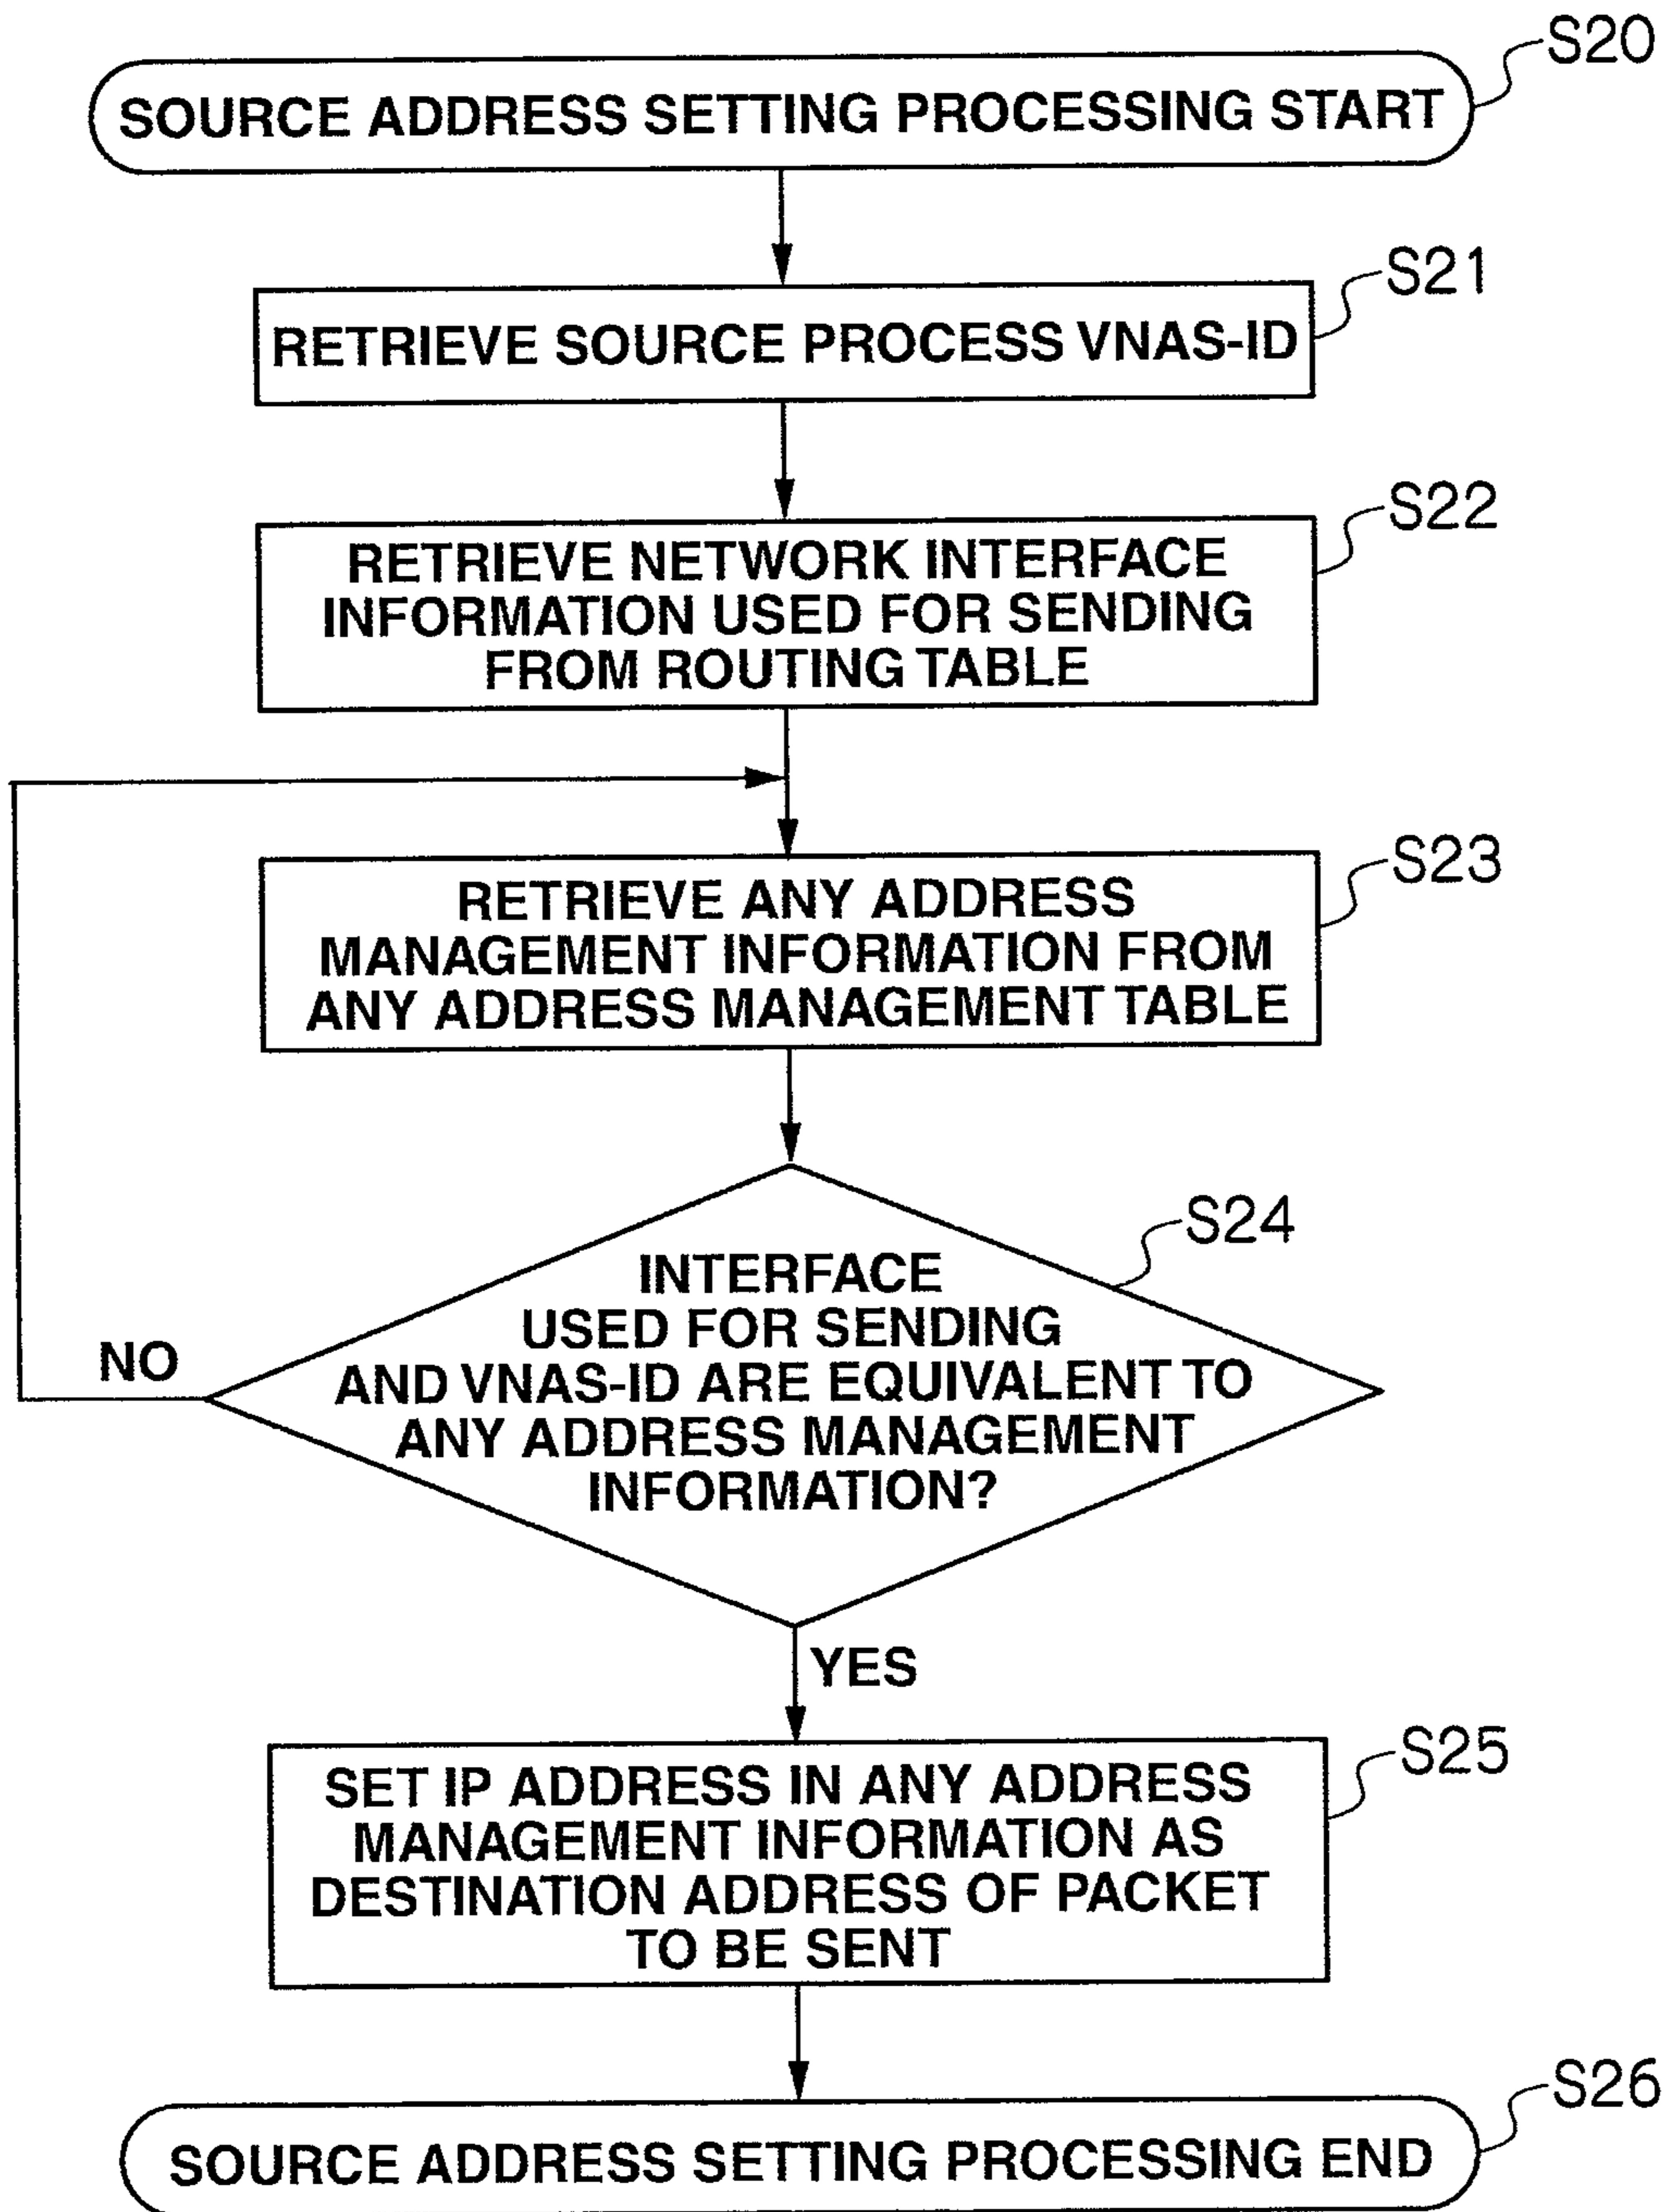 S20
SOURCE ADDRESS SETTING PROCESSING START
S21
RETRIEVE SOURCE PROCESS VNAS-ID
S22
RETRIEVE NETWORK INTERFACE
INFORMATION USED FOR SENDING
FROM ROUTING TABLE
S23
RETRIEVE ANY ADDRESS
MANAGEMENT INFORMATION FROM
ANY ADDRESS MANAGEMENT TABLE
S24
INTERFACE
USED FOR SENDING
AND VNAS-ID ARE EQUIVALENT TO
ANY ADDRESS MANAGEMENT
INFORMATION?
NO
YES
S25
SET IP ADDRESS IN ANY ADDRESS
MANAGEMENT INFORMATION AS
DESTINATION ADDRESS OF PACKET
TO BE SENT
S26
SOURCE ADDRESS SETTING PROCESSING END